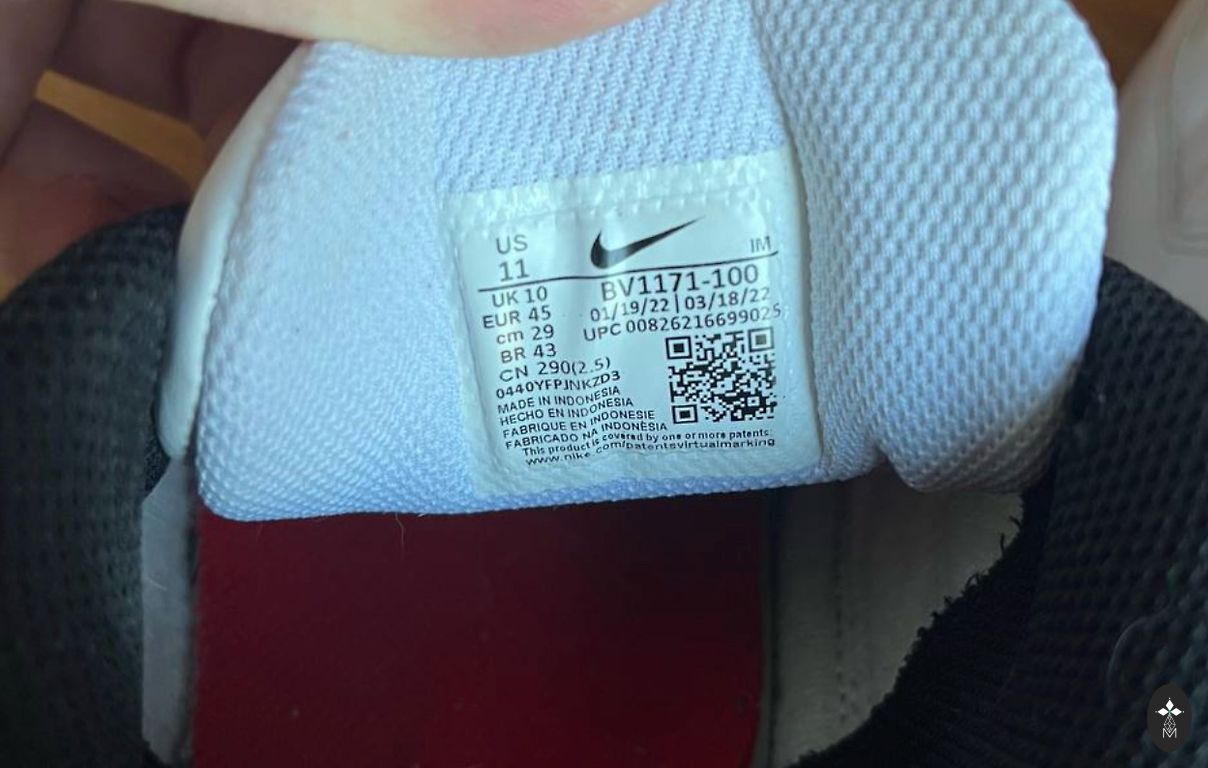 US
11
IM
UK 10
EUR 45
cm 29
BR 43
CN 290(2.5)
BV1171-100
01/19/22 | 03/18/22
UPC 00826216699025
0440YFPJNKZD3
MADE IN INDONESIA
HECHO EN INDONESIA
FABRIQUE EN INDONESIE
FABRICADO NA INDONÉSIA
This product is covered by one or more patents:
www.nike.com/patentsvirtualmarking
M